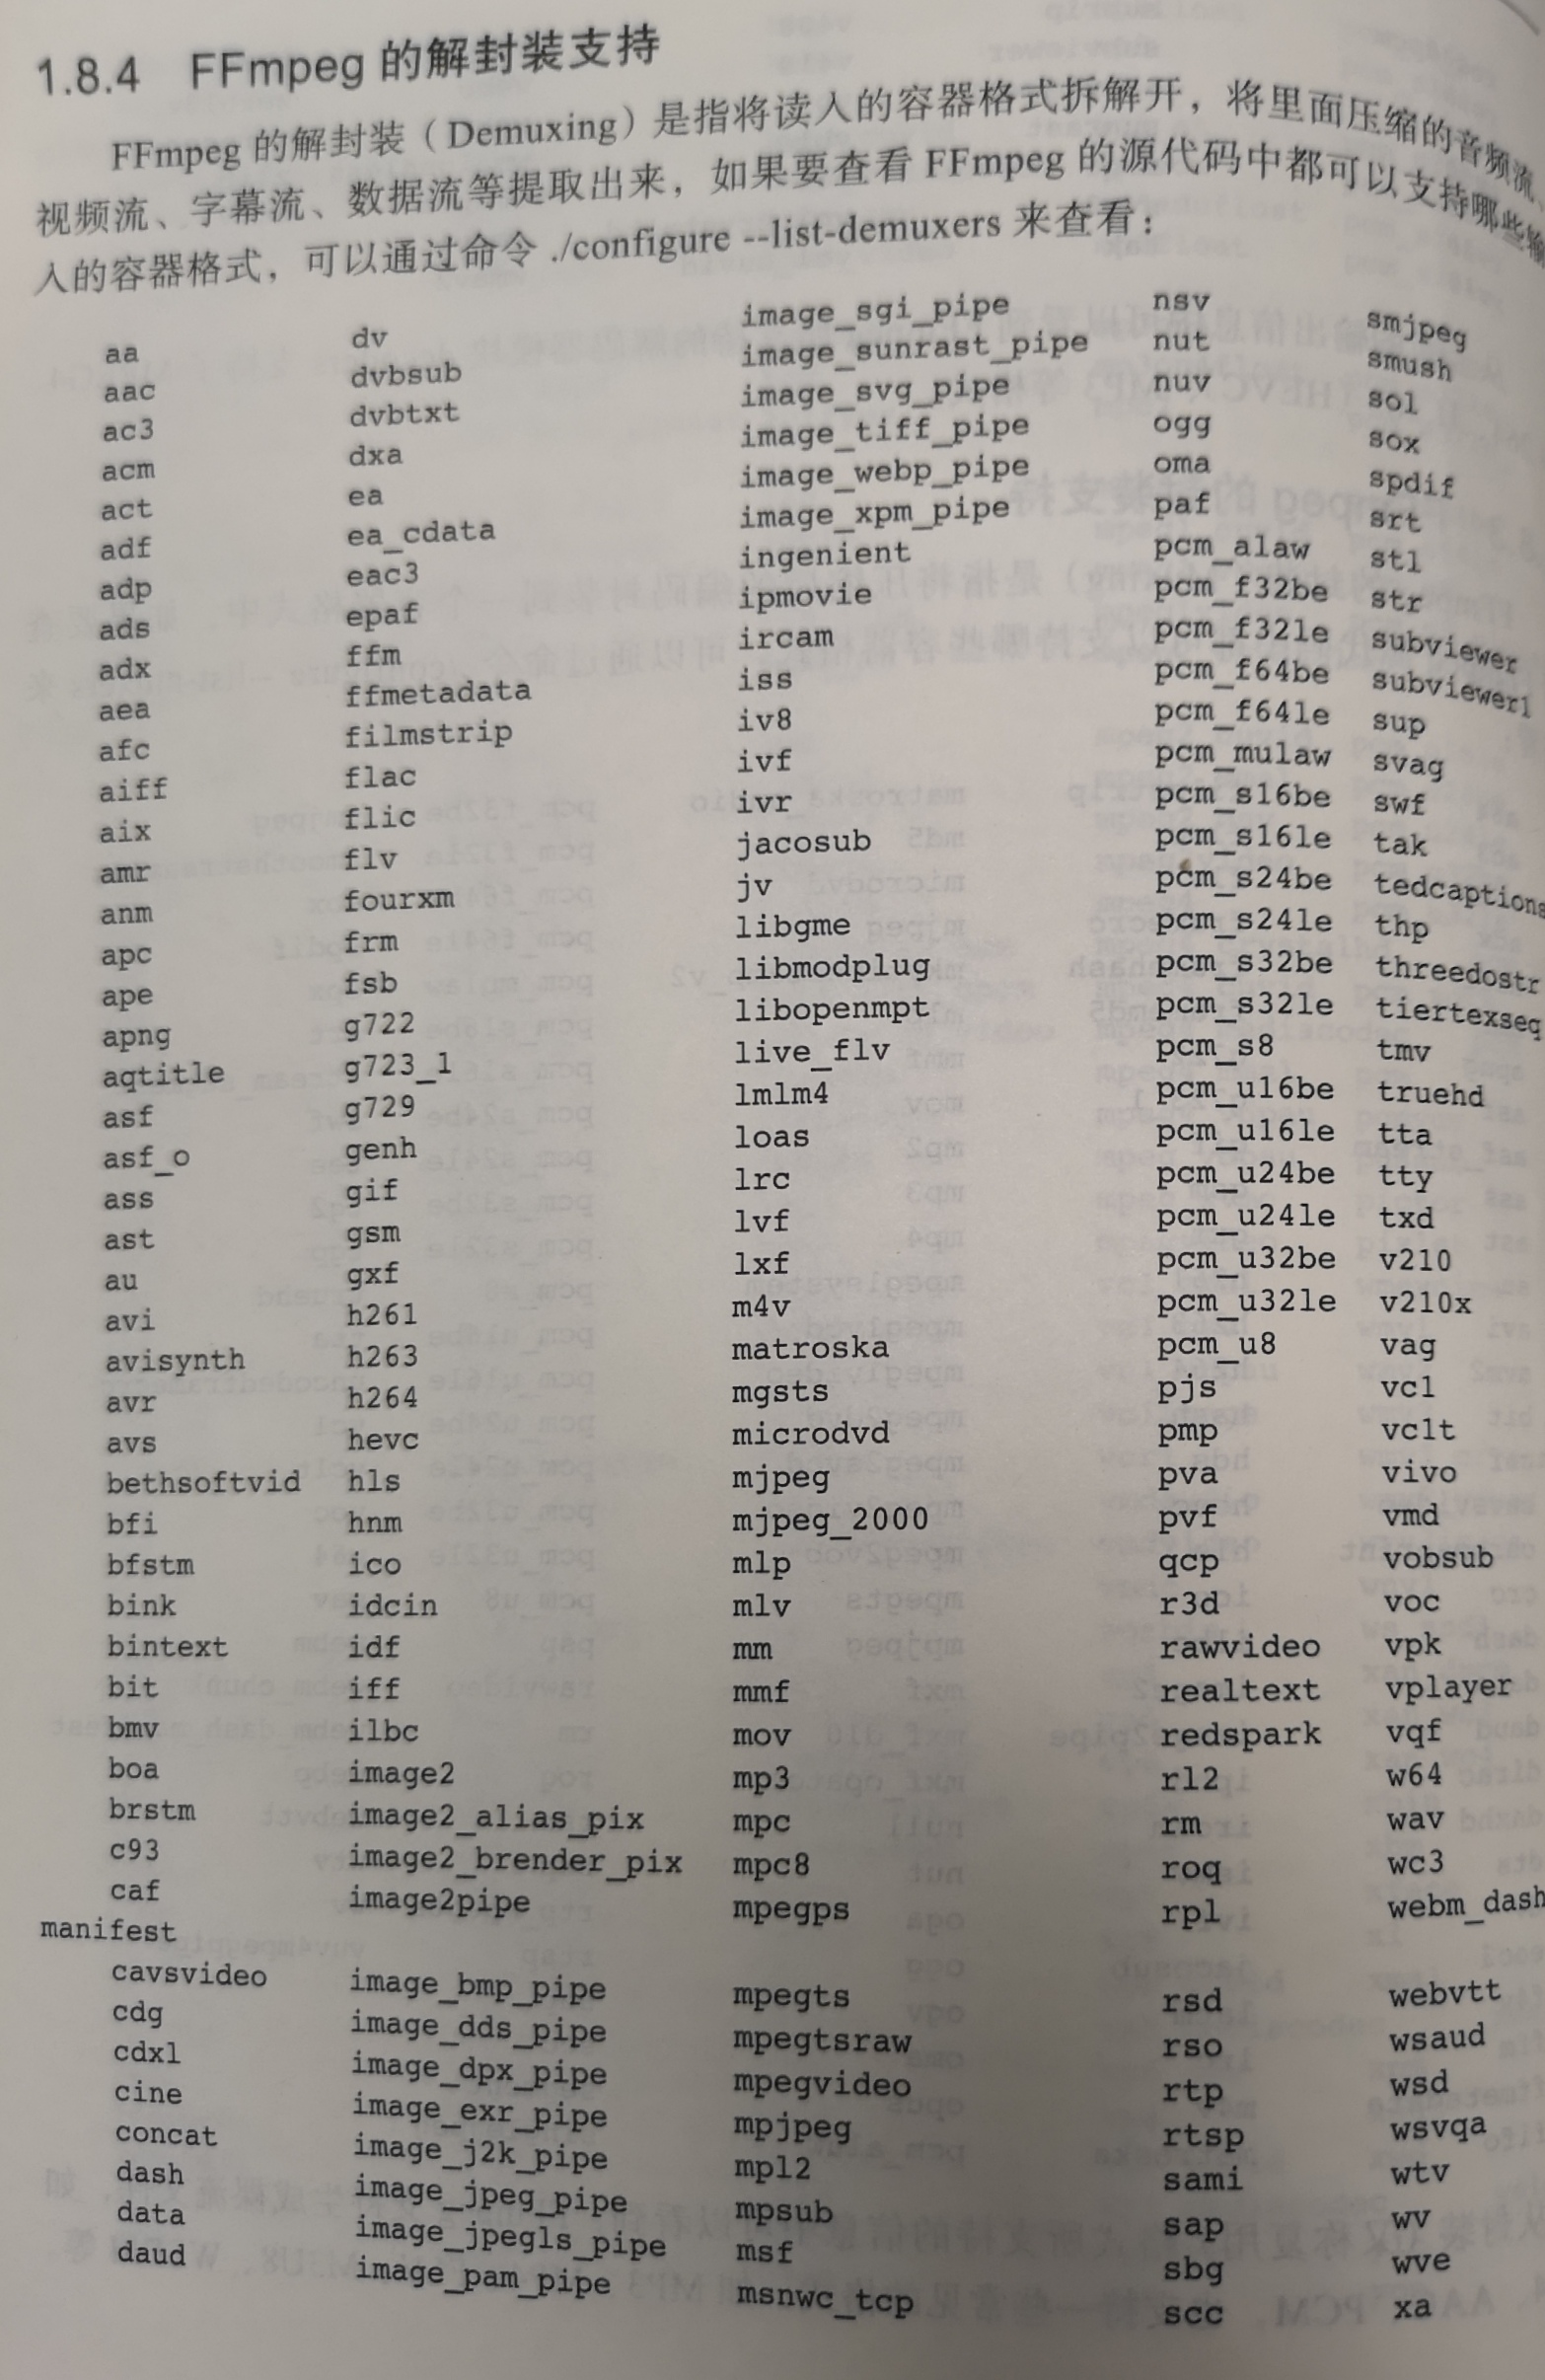 1.8.4 FFmpeg 的解封装支持
FFmpeg 的解封装（Demuxing）是指将读入的容器格式拆解开，将里面压缩的音频流、
视频流、字幕流、数据流等提取出来，如果要查看 FFmpeg 的源代码中都可以支持哪些输
入的容器格式，可以通过命令 ./configure --list-demuxers 来查看：
aa dv image_sgi_pipe nsv smjpeg
aac dvbsub image_sunrast_pipe nut smush
ac3 dvbtxt image_svg_pipe nuv sol
acm dxa image_tiff_pipe ogg sox
act ea image_webp_pipe oma spdif
adf ea_cdata image_xpm_pipe paf srt
adp eac3 ingenient pcm_alaw stl
ads epaf ipmovie pcm_f32be str
adx ffm ircam pcm_f32le subviewer
aea ffmetadata iss pcm_f64be subviewer1
afc filmstrip iv8 pcm_f64le sup
aiff flac ivf pcm_mulaw svag
aix flic ivr pcm_s16be swf
amr flv jacosub pcm_s16le tak
anm fourxm jv pcm_s24be tedcaptions
apc frm libgme pcm_s24le thp
ape fsb libmodplug pcm_s32be threedostr
apng g722 libopenmpt pcm_s32le tiertexseq
aqtitle g723_1 live_flv pcm_s8 tmv
asf g729 lmlm4 pcm_u16be truehd
asf_o genh loas pcm_u16le tta
ass gif lrc pcm_u24be tty
ast gsm lvf pcm_u24le txd
au gxf lxf pcm_u32be v210
avi h261 m4v pcm_u32le v210x
avisynth h263 matroska pcm_u8 vag
avr h264 mgsts pjs vc1
avs hevc microdvd pmp vc1t
bethsoftvid hls mjpeg pva vivo
bfi hnm mjpeg_2000 pvf vmd
bfstm ico mlp qcp vobsub
bink idcin mlv r3d voc
bintext idf mm rawvideo vpk
bit iff mmf realtext vplayer
bmv ilbc mov redspark vqf
boa image2 mp3 rl2 w64
brstm image2_alias_pix mpc rm wav
c93 image2_brender_pix mpc8 roq wc3
caf image2pipe mpegps rpl webm_dash
manifest
cavsvideo image_bmp_pipe mpegts rsd webvtt
cdg image_dds_pipe mpegtsraw rso wsaud
cdxl image_dpx_pipe mpegvideo rtp wsd
cine image_exr_pipe mpjpeg rtsp wsvqa
concat image_j2k_pipe mpl2 sami wtv
dash image_jpeg_pipe mpsub sap wv
data image_jpegls_pipe msf sbg wve
daud image_pam_pipe msnwc_tcp scc xa